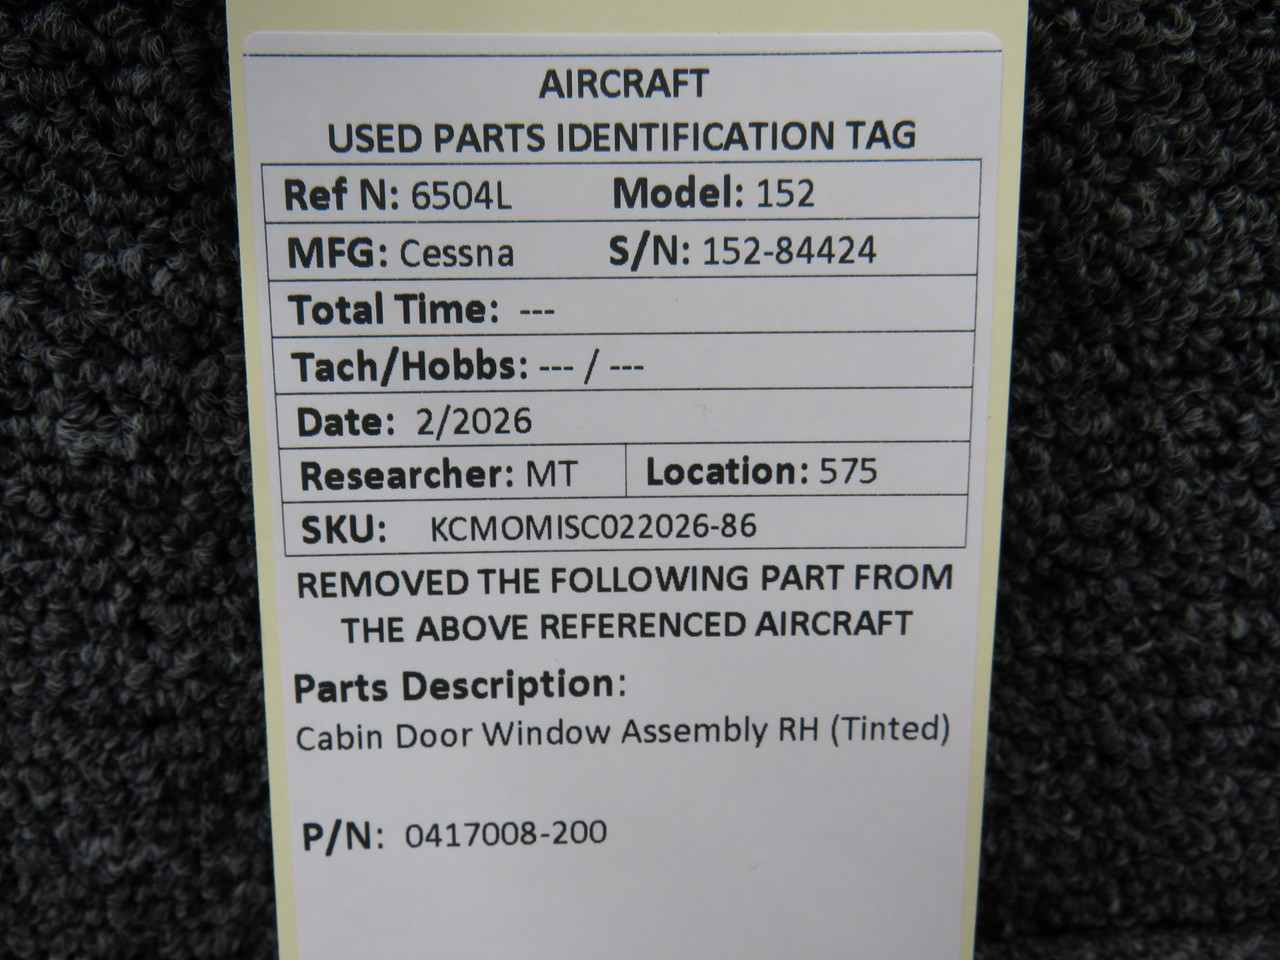 AIRCRAFT
USED PARTS IDENTIFICATION TAG
Ref N: 6504L Model: 152
MFG: Cessna S/N: 152-84424
Total Time: ---
Tach/Hobbs: --- / ---
Date: 2/2026
Researcher: MT Location: 575
SKU: KCMOMISC022026-86
REMOVED THE FOLLOWING PART FROM
THE ABOVE REFERENCED AIRCRAFT
Parts Description:
Cabin Door Window Assembly RH (Tinted)
P/N: 0417008-200